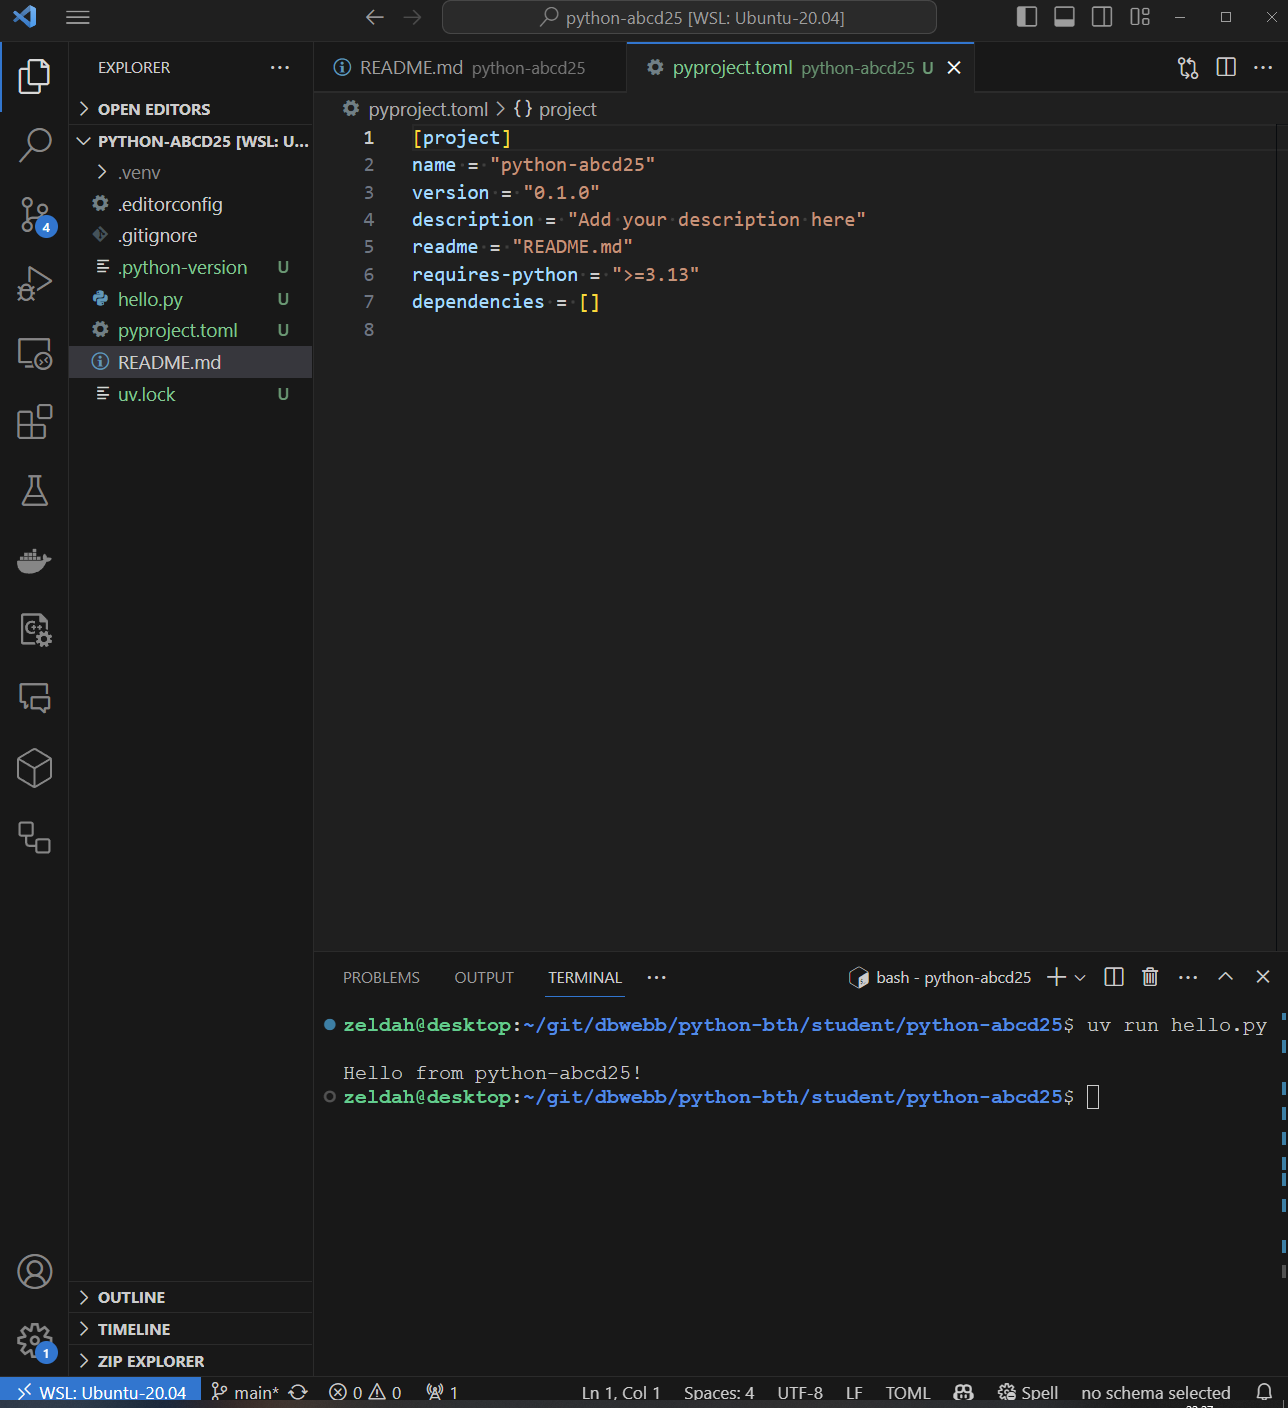 python-abcd25 [WSL: Ubuntu-20.04]
EXPLORER
OPEN EDITORS
PYTHON-ABCD25 [WSL: U...
.venv
.editorconfig
.gitignore
.python-version U
hello.py U
pyproject.toml U
README.md
uv.lock U
OUTLINE
TIMELINE
ZIP EXPLORER
4
1
README.md python-abcd25
pyproject.toml python-abcd25 U
pyproject.toml > {} project
1 [project]
2 name = "python-abcd25"
3 version = "0.1.0"
4 description = "Add your description here"
5 readme = "README.md"
6 requires-python = ">=3.13"
7 dependencies = []
8
PROBLEMS OUTPUT TERMINAL ...
bash - python-abcd25
zeldah@desktop:~/git/dbwebb/python-bth/student/python-abcd25$ uv run hello.py
Hello from python-abcd25!
zeldah@desktop:~/git/dbwebb/python-bth/student/python-abcd25$
WSL: Ubuntu-20.04 main* 0 0 1 Ln 1, Col 1 Spaces: 4 UTF-8 LF TOML Spell no schema selected